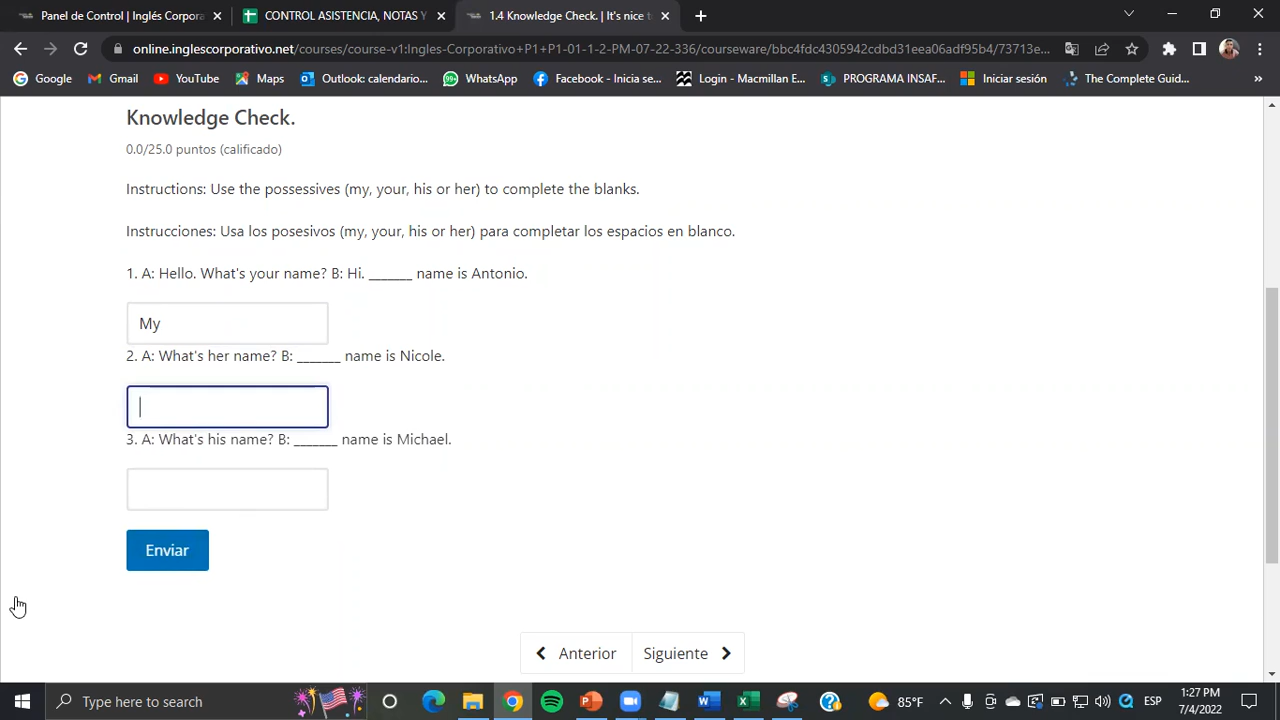 Panel de Control | Inglés Corpora
CONTROL ASISTENCIA, NOTAS Y
1.4 Knowledge Check. | It's nice t
online.inglescorporativo.net/courses/course-v1:Ingles-Corporativo+P1+P1-01-1-2-PM-07-22-336/courseware/bbc4fdc4305942cdbd31eea06adf95b4/73713e...
Google Gmail YouTube Maps Outlook: calendario... 99+ WhatsApp Facebook - Inicia se... Login - Macmillan E... PROGRAMA INSAF... Iniciar sesión The Complete Guid... »
Knowledge Check.
0.0/25.0 puntos (calificado)
Instructions: Use the possessives (my, your, his or her) to complete the blanks.
Instrucciones: Usa los posesivos (my, your, his or her) para completar los espacios en blanco.
1. A: Hello. What's your name? B: Hi. _______ name is Antonio.
My
2. A: What's her name? B: _______ name is Nicole.
3. A: What's his name? B: _______ name is Michael.
Enviar
Anterior Siguiente
Type here to search
85°F
ESP
1:27 PM
7/4/2022